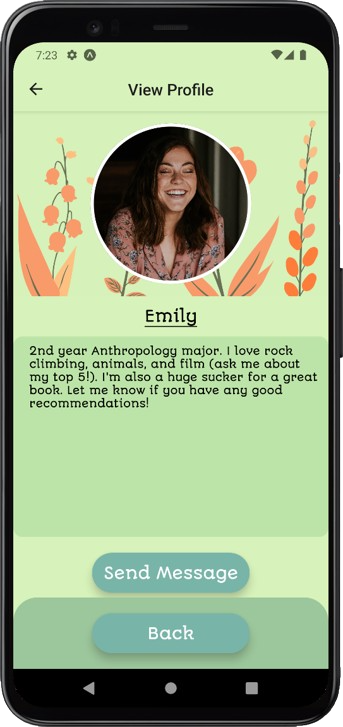 7:23
View Profile
Emily
2nd year Anthropology major. I love rock
climbing, animals, and film (ask me about
my top 5!). I'm also a huge sucker for a great
book. Let me know if you have any good
recommendations!
Send Message
Back